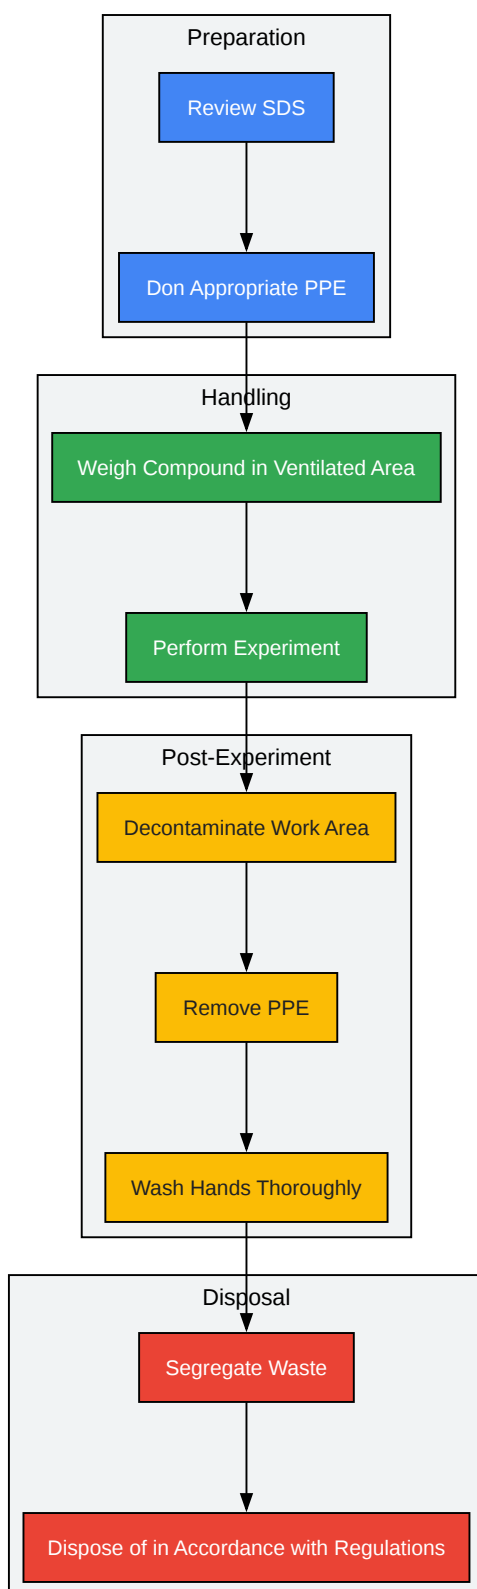 Preparation
Review SDS
Don Appropriate PPE
Handling
Weigh Compound in Ventilated Area
Perform Experiment
Post-Experiment
Decontaminate Work Area
Remove PPE
Wash Hands Thoroughly
Disposal
Segregate Waste
Dispose of in Accordance with Regulations